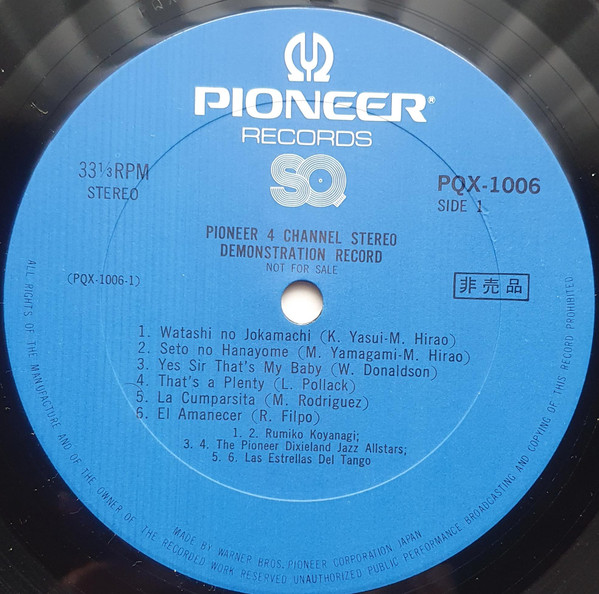 PIONEER®
RECORDS
SQ
33⅓RPM
STEREO
PQX-1006
SIDE 1
PIONEER 4 CHANNEL STEREO
DEMONSTRATION RECORD
NOT FOR SALE
(PQX-1006-1)
非売品
1. Watashi no Jokamachi (K. Yasui-M. Hirao)
2. Seto no Hanayome (M. Yamagami-M. Hirao)
3. Yes Sir That's My Baby (W. Donaldson)
4. That's a Plenty (L. Pollack)
5. La Cumparsita (M. Rodriguez)
6. El Amanecer (R. Filpo)
1. 2. Rumiko Koyanagi;
3. 4. The Pioneer Dixieland Jazz Allstars;
5. 6. Las Estrellas Del Tango
ALL RIGHTS OF THE MANUFACTURE AND OF THE OWNER OF THE RECORDED WORK RESERVED UNAUTHORIZED PUBLIC PERFORMANCE BROADCASTING AND COPYING OF THIS RECORD PROHIBITED
MADE BY WARNER BROS. PIONEER CORPORATION JAPAN